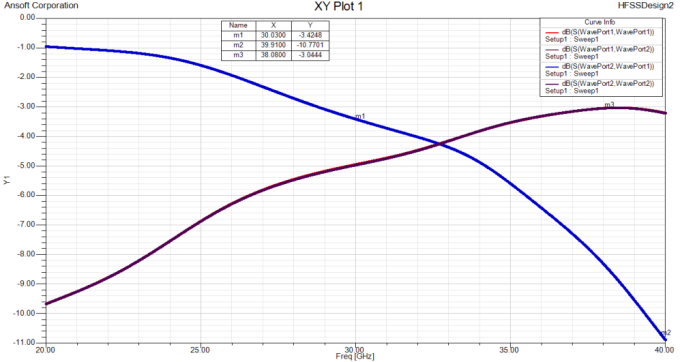 Ansoft Corporation
XY Plot 1
HFSSDesign2
Name X Y
m1 30.0300 -3.4248
m2 39.9100 -10.7701
m3 38.0800 -3.0444
Curve Info
dB(S(WavePort1,WavePort1))
Setup1 : Sweep1
dB(S(WavePort1,WavePort2))
Setup1 : Sweep1
dB(S(WavePort2,WavePort1))
Setup1 : Sweep1
dB(S(WavePort2,WavePort2))
Setup1 : Sweep1
0.00
-1.00
-2.00
-3.00
-4.00
-5.00
-6.00
-7.00
-8.00
-9.00
-10.00
-11.00
Y1
m1
m3
m2
20.00 25.00 30.00 35.00 40.00
Freq [GHz]